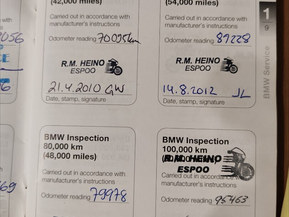 (42,000 miles)
Carried out in accordance with
manufacturer's instructions
Odometer reading
R.M. HEINO
ESPOO
21.4.2010 GW
Date, stamp, signature
(54,000 miles)
Carried out in accordance with
manufacturer's instructions
Odometer reading 87228
R.M. HEINO
ESPOO
14.8.2012 JL
Date, stamp, signature
1
BMW Service
BMW Inspection
80,000 km
(48,000 miles)
Carried out in accordance with
manufacturer's instructions
Odometer reading 79978
BMW Inspection
100,000 km
R.M. HEINO
ESPOO
Carried out in accordance with
manufacturer's instructions
Odometer reading 95463